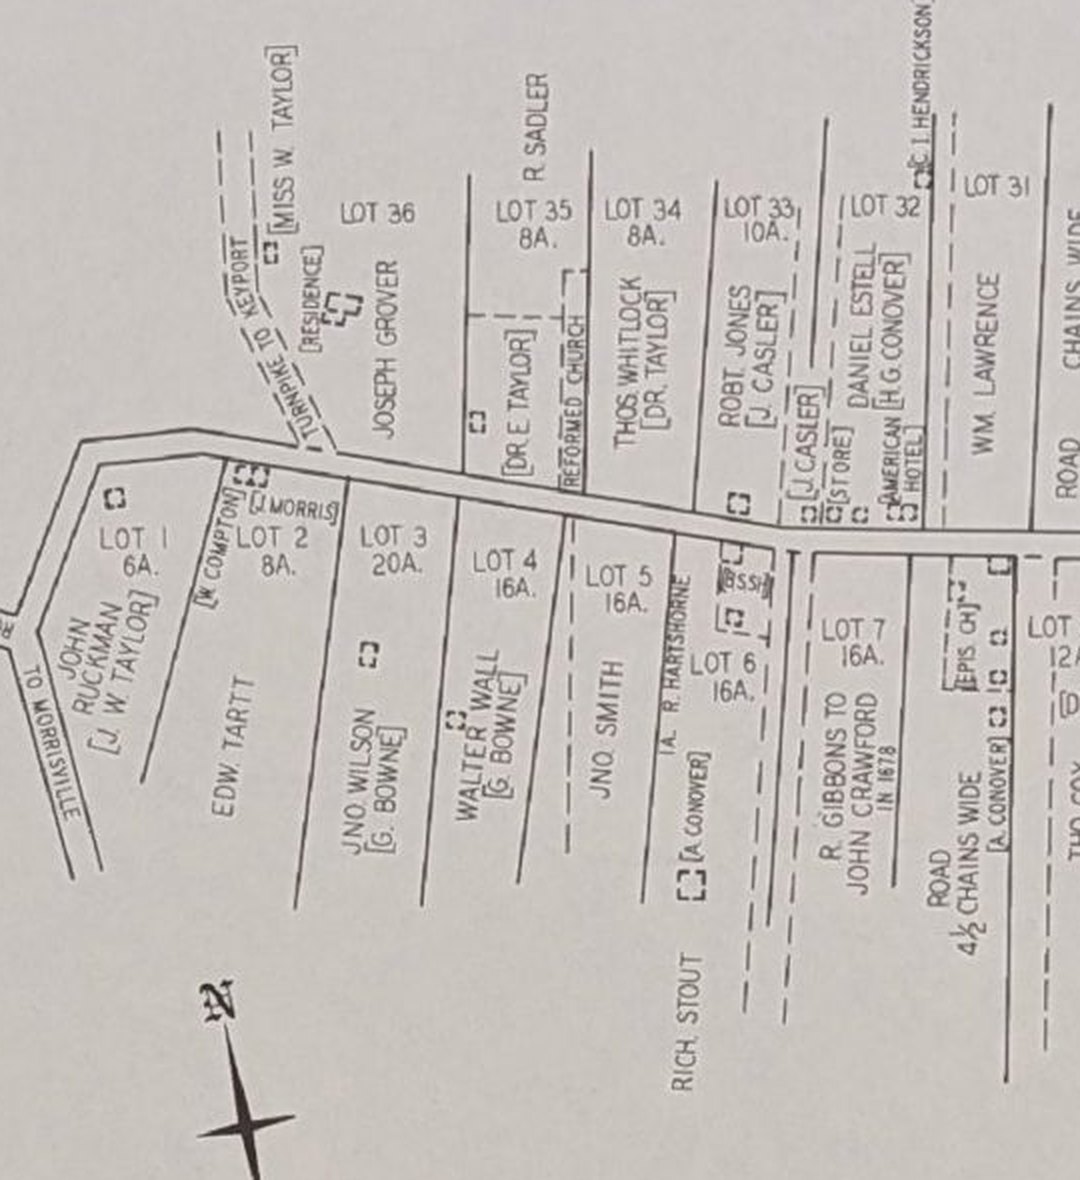 [MISS W. TAYLOR]
TURNPIKE TO KEYPORT
[RESIDENCE]
LOT 36
JOSEPH GROVER
R. SADLER
LOT 35
8A.
[DR. E. TAYLOR]
REFORMED CHURCH
LOT 34
8A.
THOS. WHITLOCK
[DR. TAYLOR]
LOT 33
10A.
ROBT. JONES
[J. CASLER]
[J. CASLER]
[STORE]
LOT 32
DANIEL ESTELL
[H.G. CONOVER]
[AMERICAN
HOTEL]
[C. I. HENDRICKSON]
LOT 31
WM. LAWRENCE
ROAD CHAINS WIDE
TO MORRISVILLE
LOT 1
6A.
JOHN
RUCKMAN
[J. W. TAYLOR]
[W. COMPTON]
[J. MORRIS]
LOT 2
8A.
EDW. TARTT
LOT 3
20A.
JNO. WILSON
[G. BOWNE]
LOT 4
16A.
WALTER WALL
[G. BOWNE]
LOT 5
16A.
JNO. SMITH
[A. R. HARTSHORNE
LOT 6
16A.
[A. CONOVER]
RICH. STOUT
LOT 7
16A.
R. GIBBONS TO
JOHN CRAWFORD
IN 1678
[EPIS. CH.]
ROAD
4½ CHAINS WIDE
[A. CONOVER]
LOT
12A
THO. COX
N